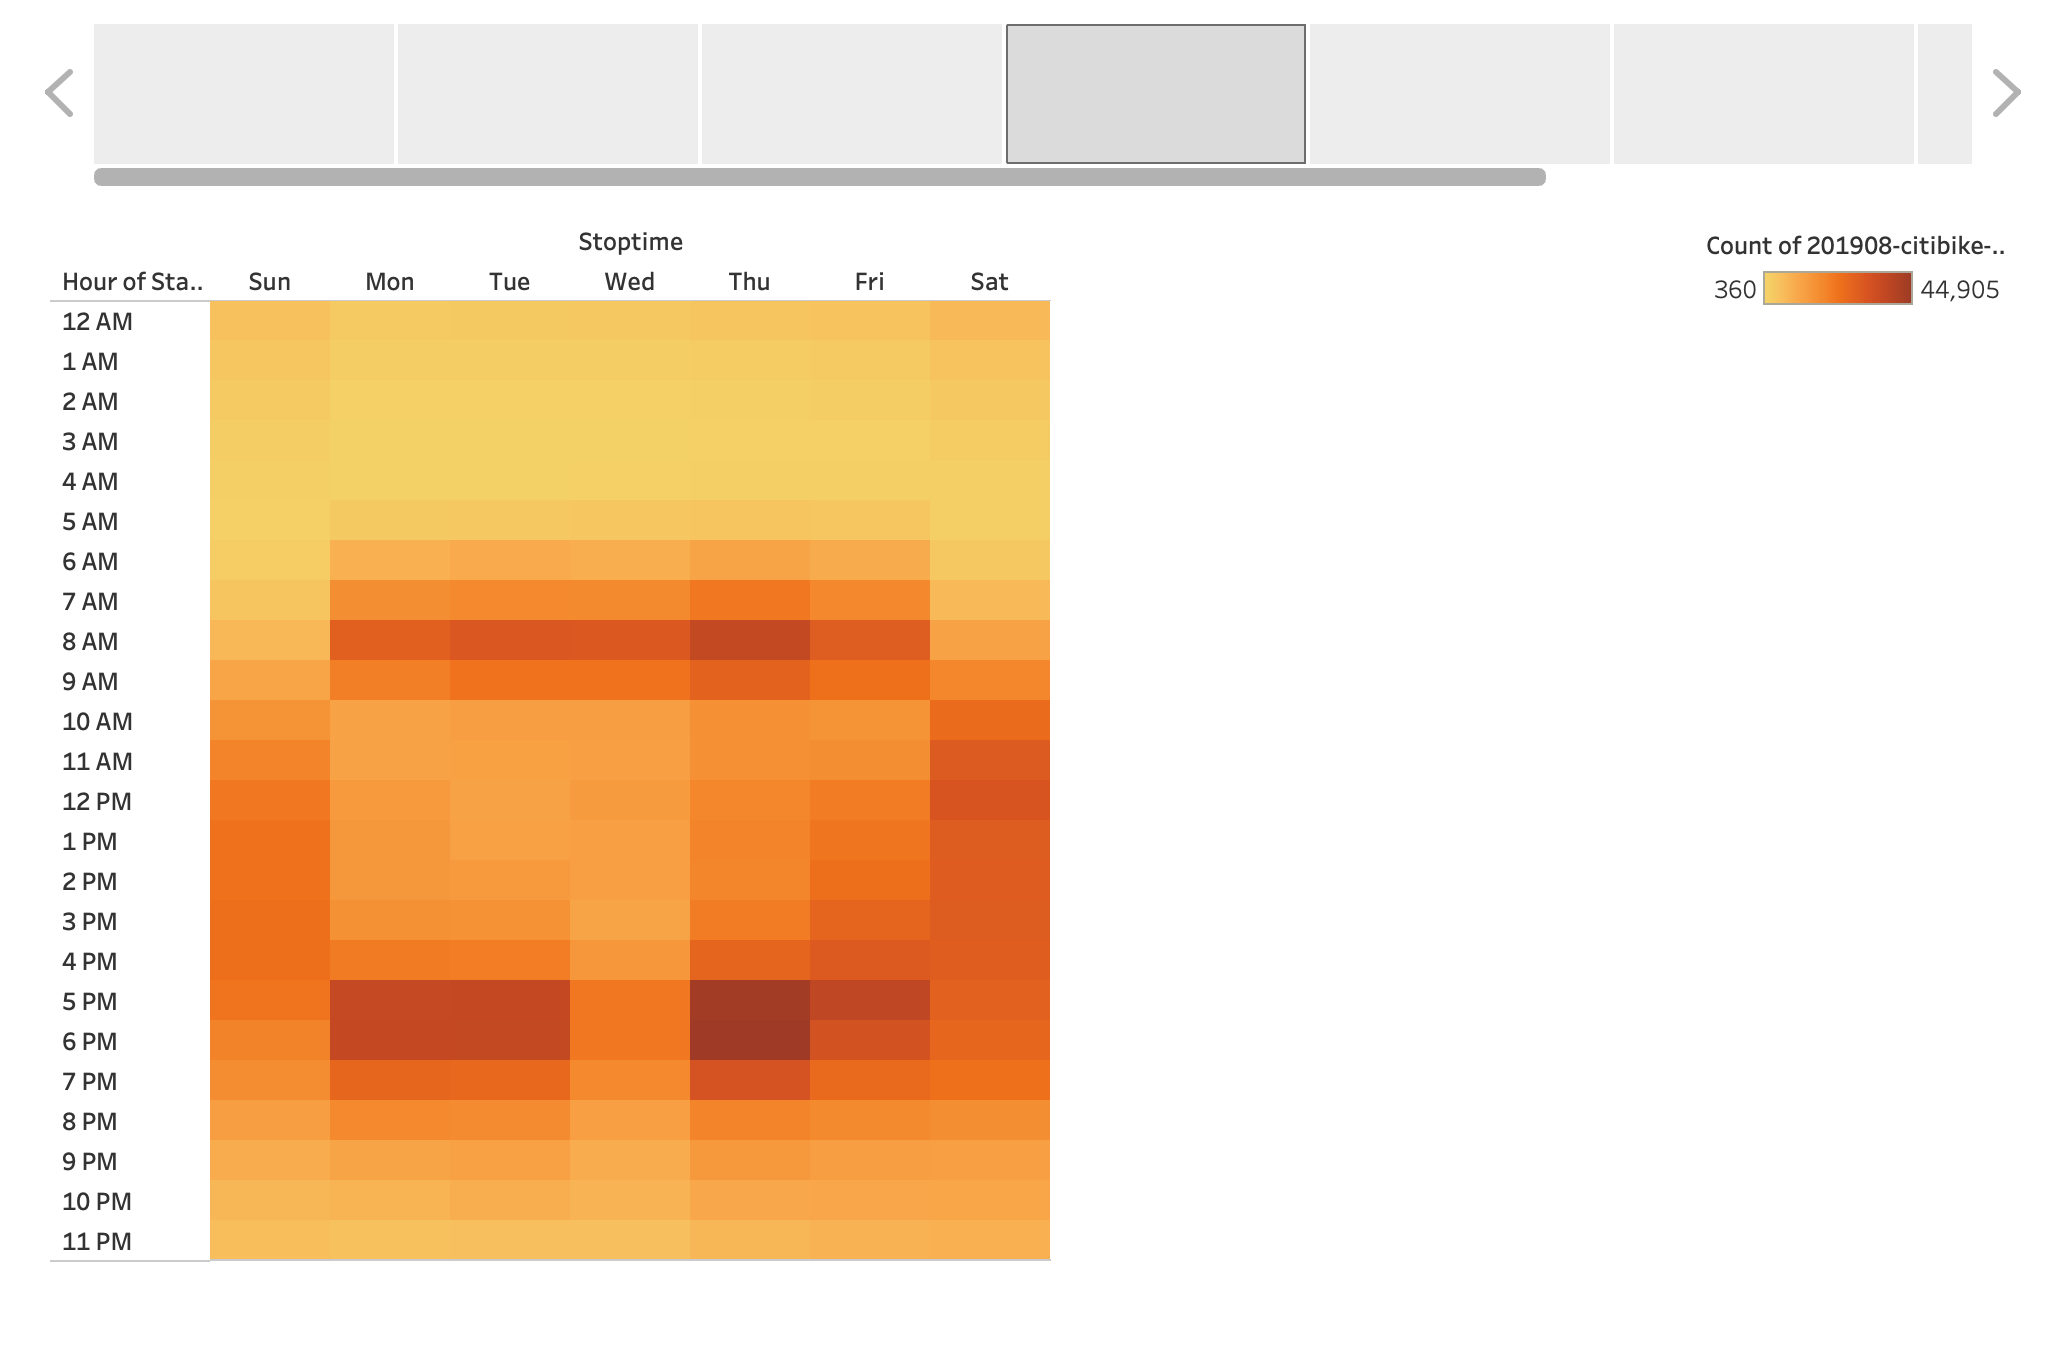 Stoptime
Count of 201908-citibike-..
Hour of Sta.. Sun Mon Tue Wed Thu Fri Sat
360 44,905
12 AM
1 AM
2 AM
3 AM
4 AM
5 AM
6 AM
7 AM
8 AM
9 AM
10 AM
11 AM
12 PM
1 PM
2 PM
3 PM
4 PM
5 PM
6 PM
7 PM
8 PM
9 PM
10 PM
11 PM